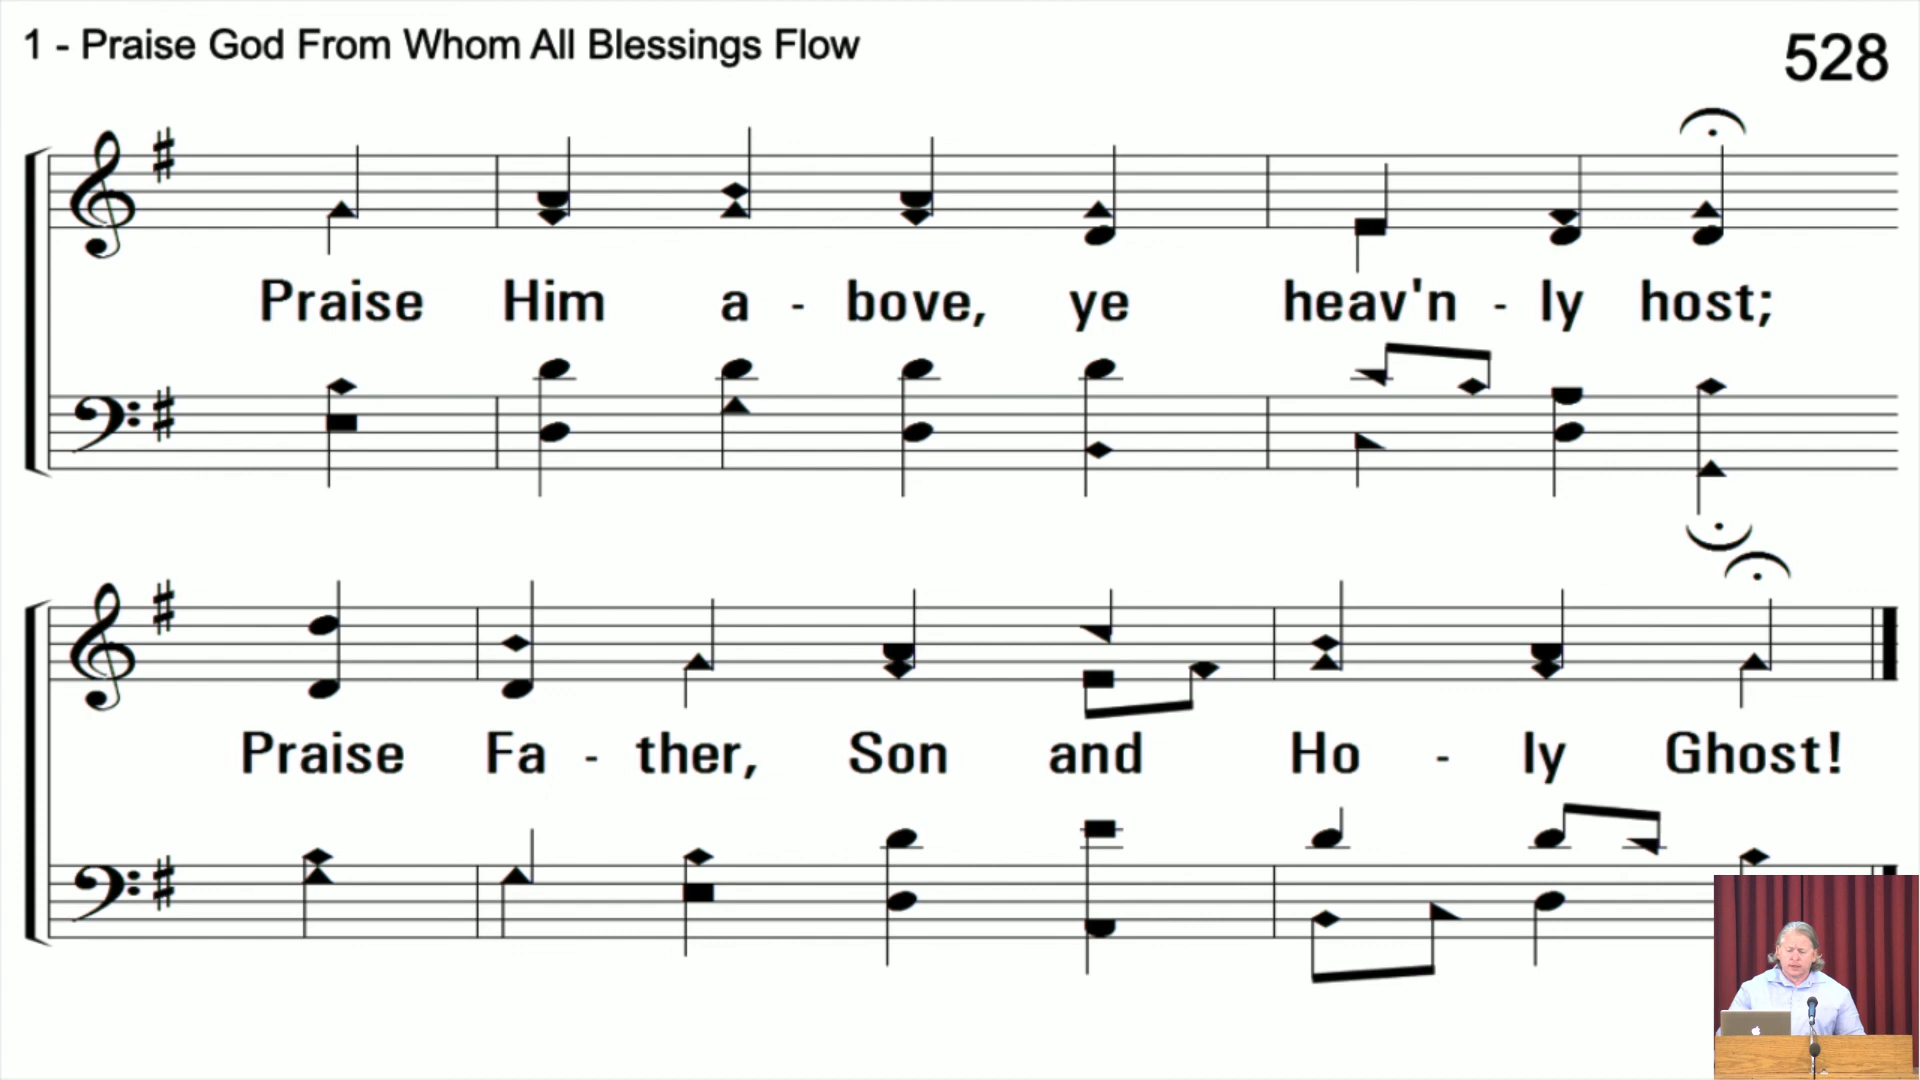 1 - Praise God From Whom All Blessings Flow
528
Praise Him a - bove, ye heav'n - ly host;
Praise Fa - ther, Son and Ho - ly Ghost!